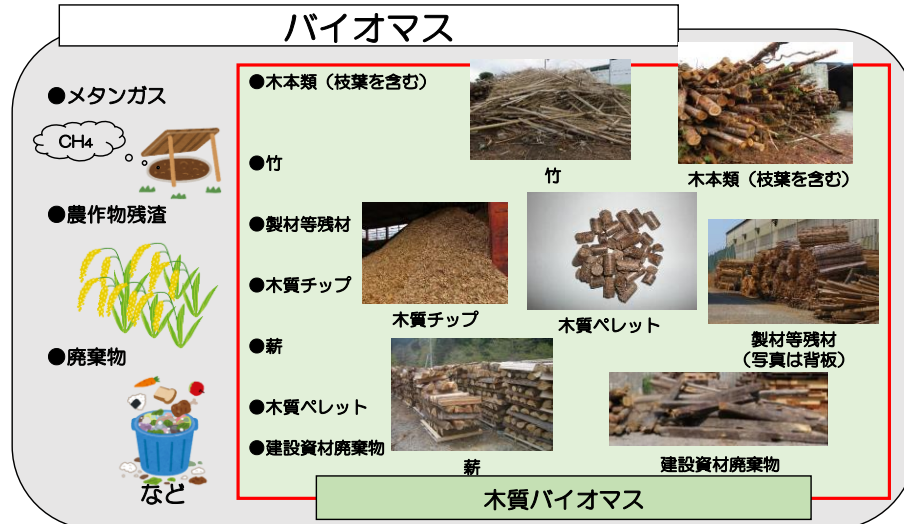 バイオマス
●メタンガス
CH4
●農作物残渣
●廃棄物
など
●木本類（枝葉を含む）
●竹
●製材等残材
●木質チップ
●薪
●木質ペレット
●建設資材廃棄物
竹
木本類（枝葉を含む）
木質チップ
木質ペレット
製材等残材
（写真は背板）
薪
建設資材廃棄物
木質バイオマス